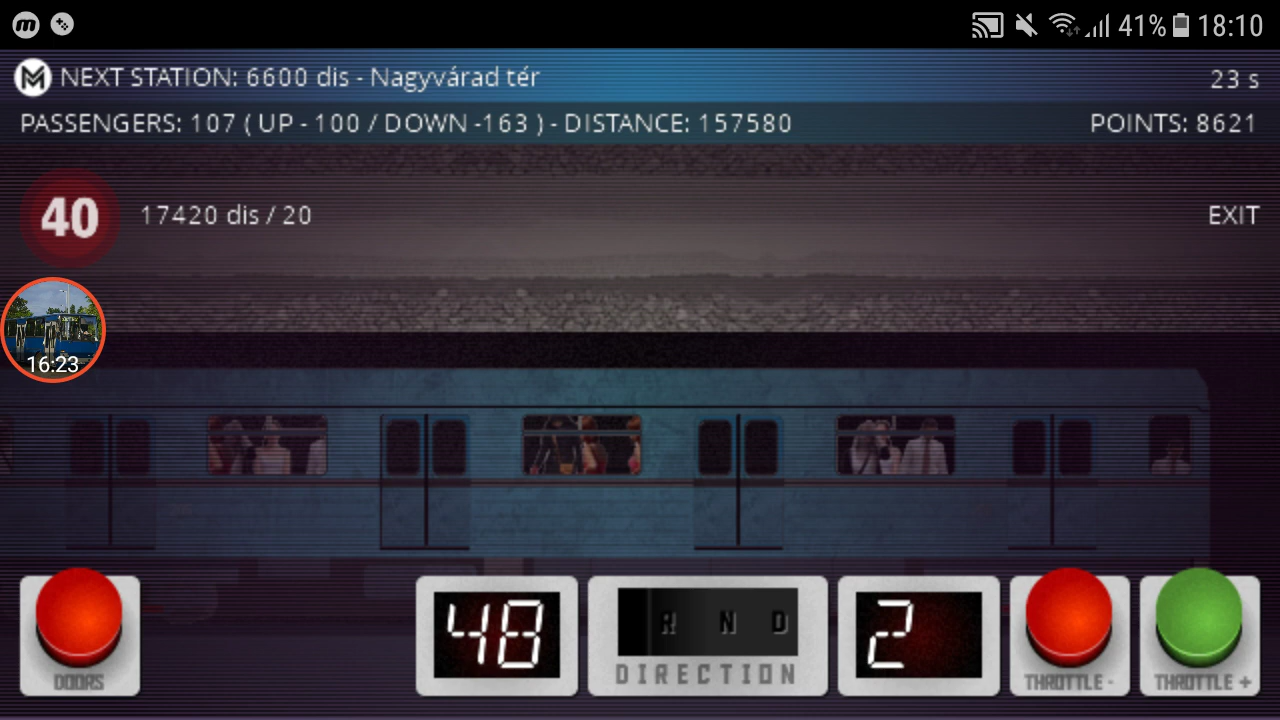 41% 18:10
NEXT STATION: 6600 dis - Nagyvárad tér
23 s
PASSENGERS: 107 ( UP - 100 / DOWN -163 ) - DISTANCE: 157580
POINTS: 8621
40
17420 dis / 20
EXIT
16:23
48
R N D
2
DOORS
DIRECTION
THROTTLE -
THROTTLE +